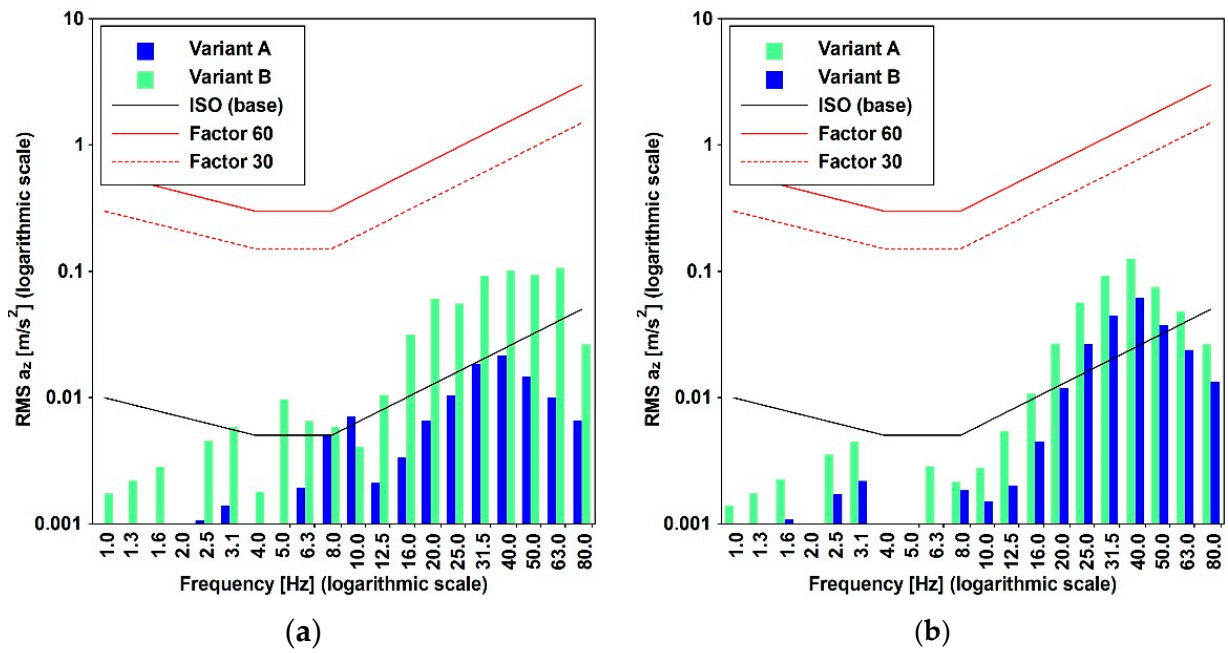 10
Variant A
Variant B
ISO (base)
Factor 60
Factor 30
1
0.1
0.01
0.001
RMS az [m/s²] (logarithmic scale)
1.0 1.3 1.6 2.0 2.5 3.1 4.0 5.0 6.3 8.0 10.0 12.5 16.0 20.0 25.0 31.5 40.0 50.0 63.0 80.0
Frequency [Hz] (logarithmic scale)
(a)
10
Variant A
Variant B
ISO (base)
Factor 60
Factor 30
1
0.1
0.01
0.001
RMS az [m/s²] (logarithmic scale)
1.0 1.3 1.6 2.0 2.5 3.1 4.0 5.0 6.3 8.0 10.0 12.5 16.0 20.0 25.0 31.5 40.0 50.0 63.0 80.0
Frequency [Hz] (logarithmic scale)
(b)